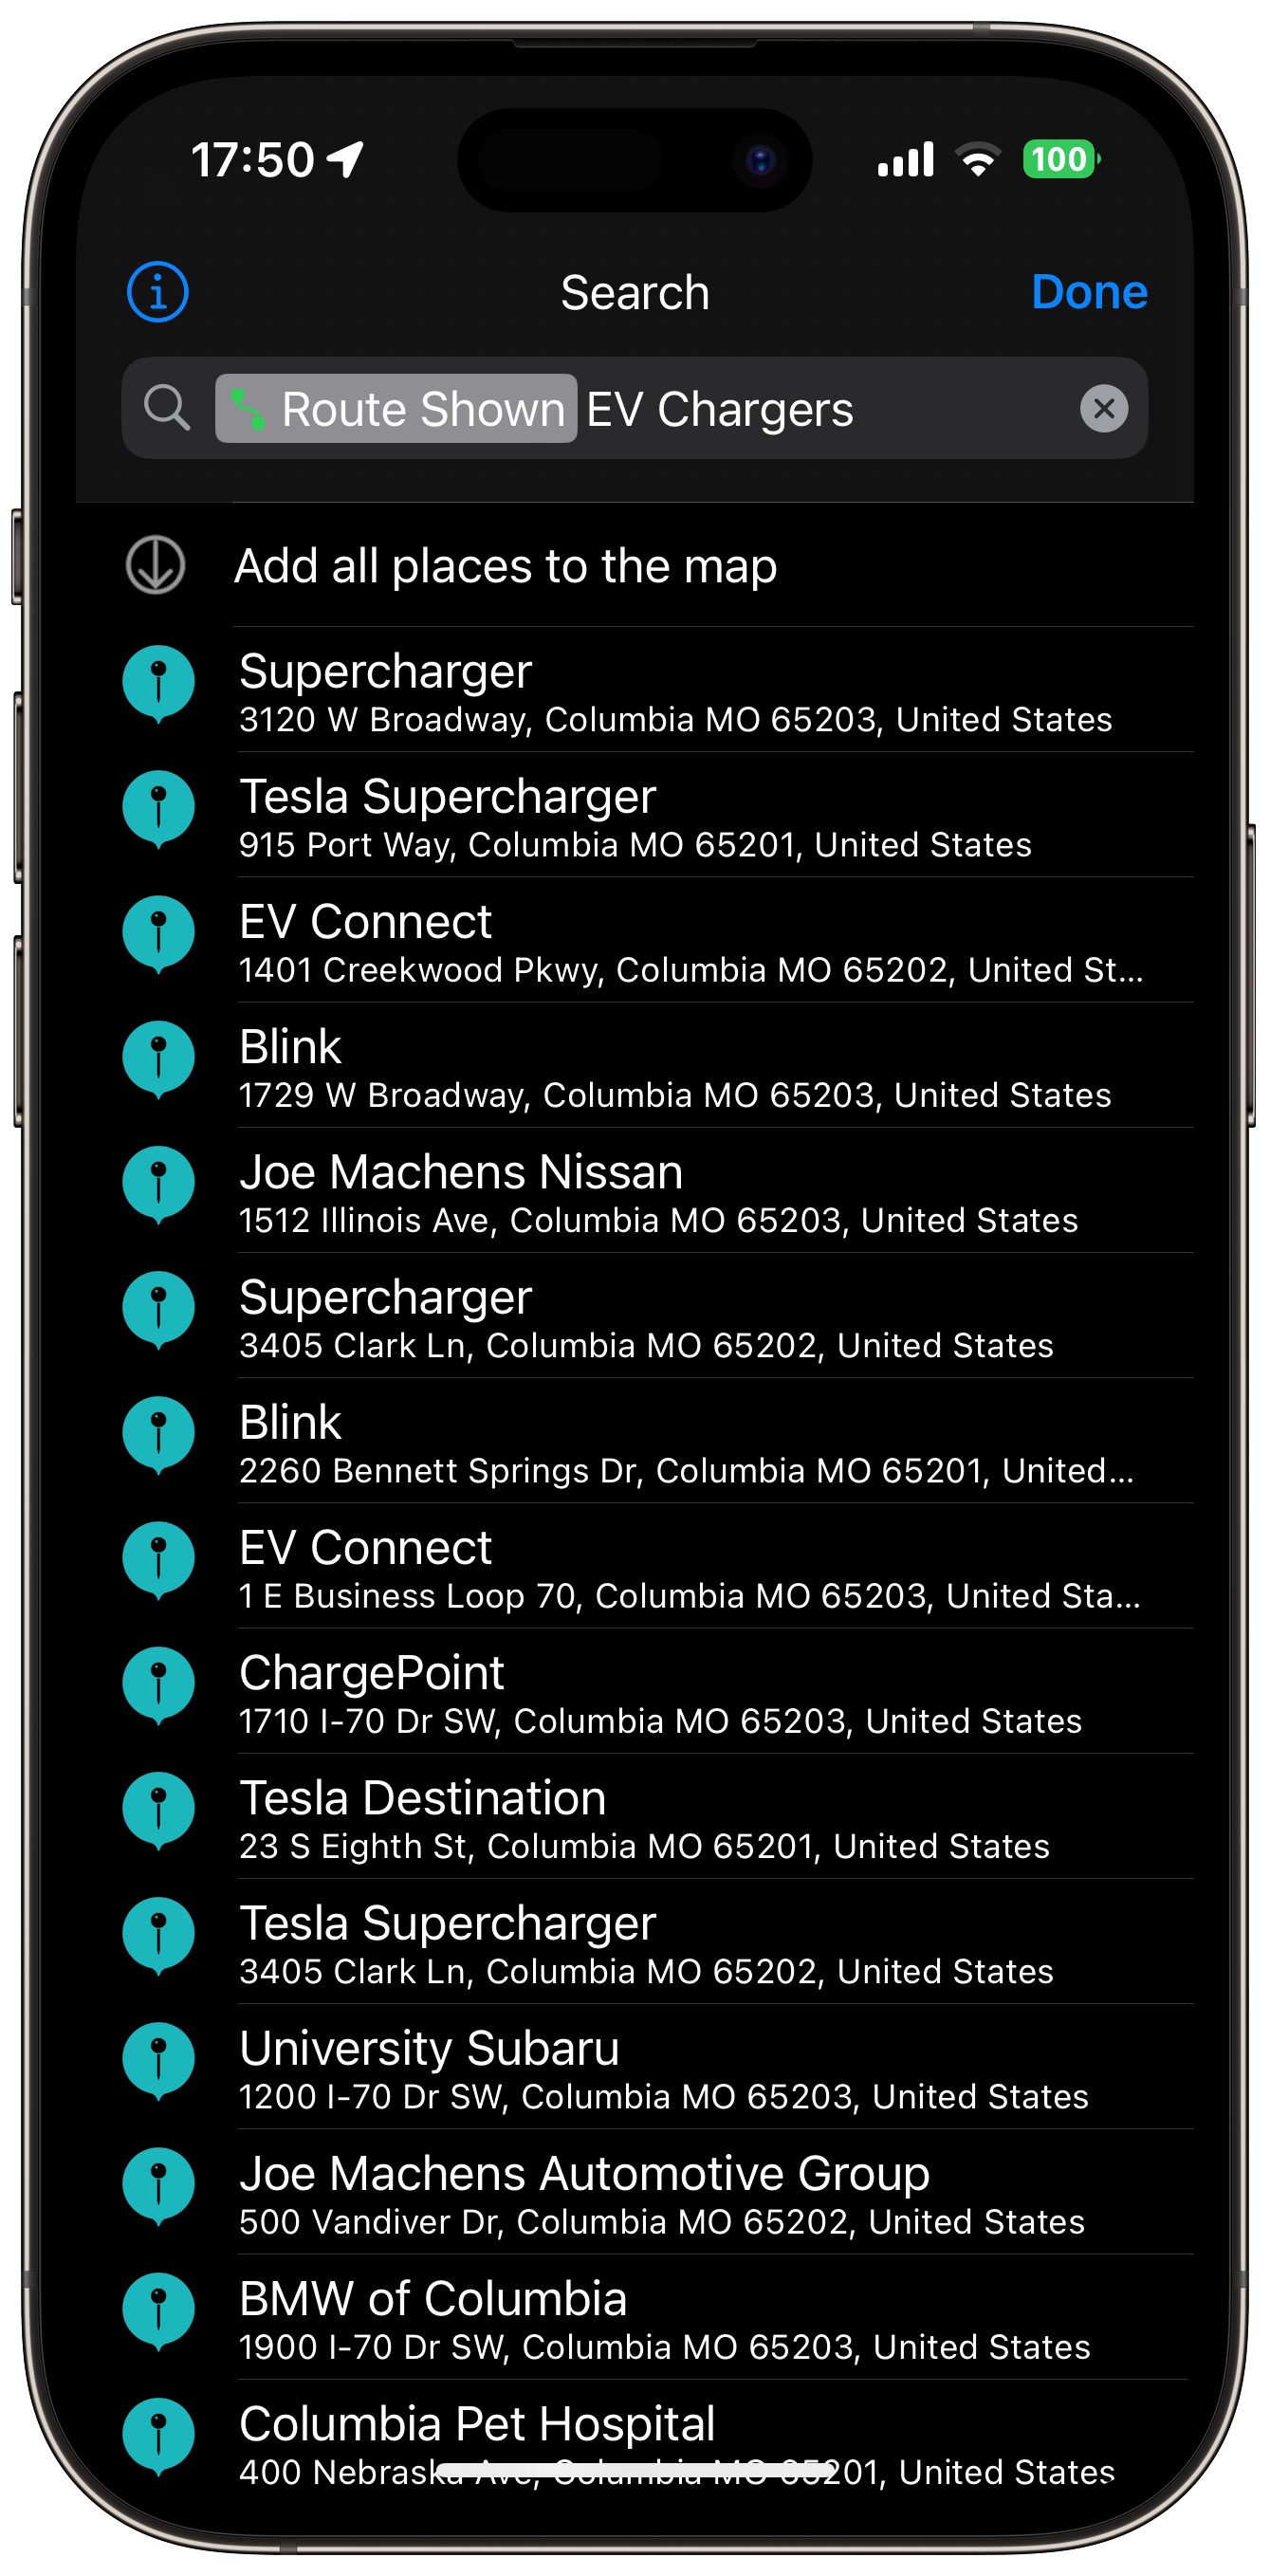 17:50
100
Search
Done
Route Shown EV Chargers
Add all places to the map
Supercharger
3120 W Broadway, Columbia MO 65203, United States
Tesla Supercharger
915 Port Way, Columbia MO 65201, United States
EV Connect
1401 Creekwood Pkwy, Columbia MO 65202, United St...
Blink
1729 W Broadway, Columbia MO 65203, United States
Joe Machens Nissan
1512 Illinois Ave, Columbia MO 65203, United States
Supercharger
3405 Clark Ln, Columbia MO 65202, United States
Blink
2260 Bennett Springs Dr, Columbia MO 65201, United...
EV Connect
1 E Business Loop 70, Columbia MO 65203, United Sta...
ChargePoint
1710 I-70 Dr SW, Columbia MO 65203, United States
Tesla Destination
23 S Eighth St, Columbia MO 65201, United States
Tesla Supercharger
3405 Clark Ln, Columbia MO 65202, United States
University Subaru
1200 I-70 Dr SW, Columbia MO 65203, United States
Joe Machens Automotive Group
500 Vandiver Dr, Columbia MO 65202, United States
BMW of Columbia
1900 I-70 Dr SW, Columbia MO 65203, United States
Columbia Pet Hospital
400 Nebraska Ave, Columbia MO 65201, United States